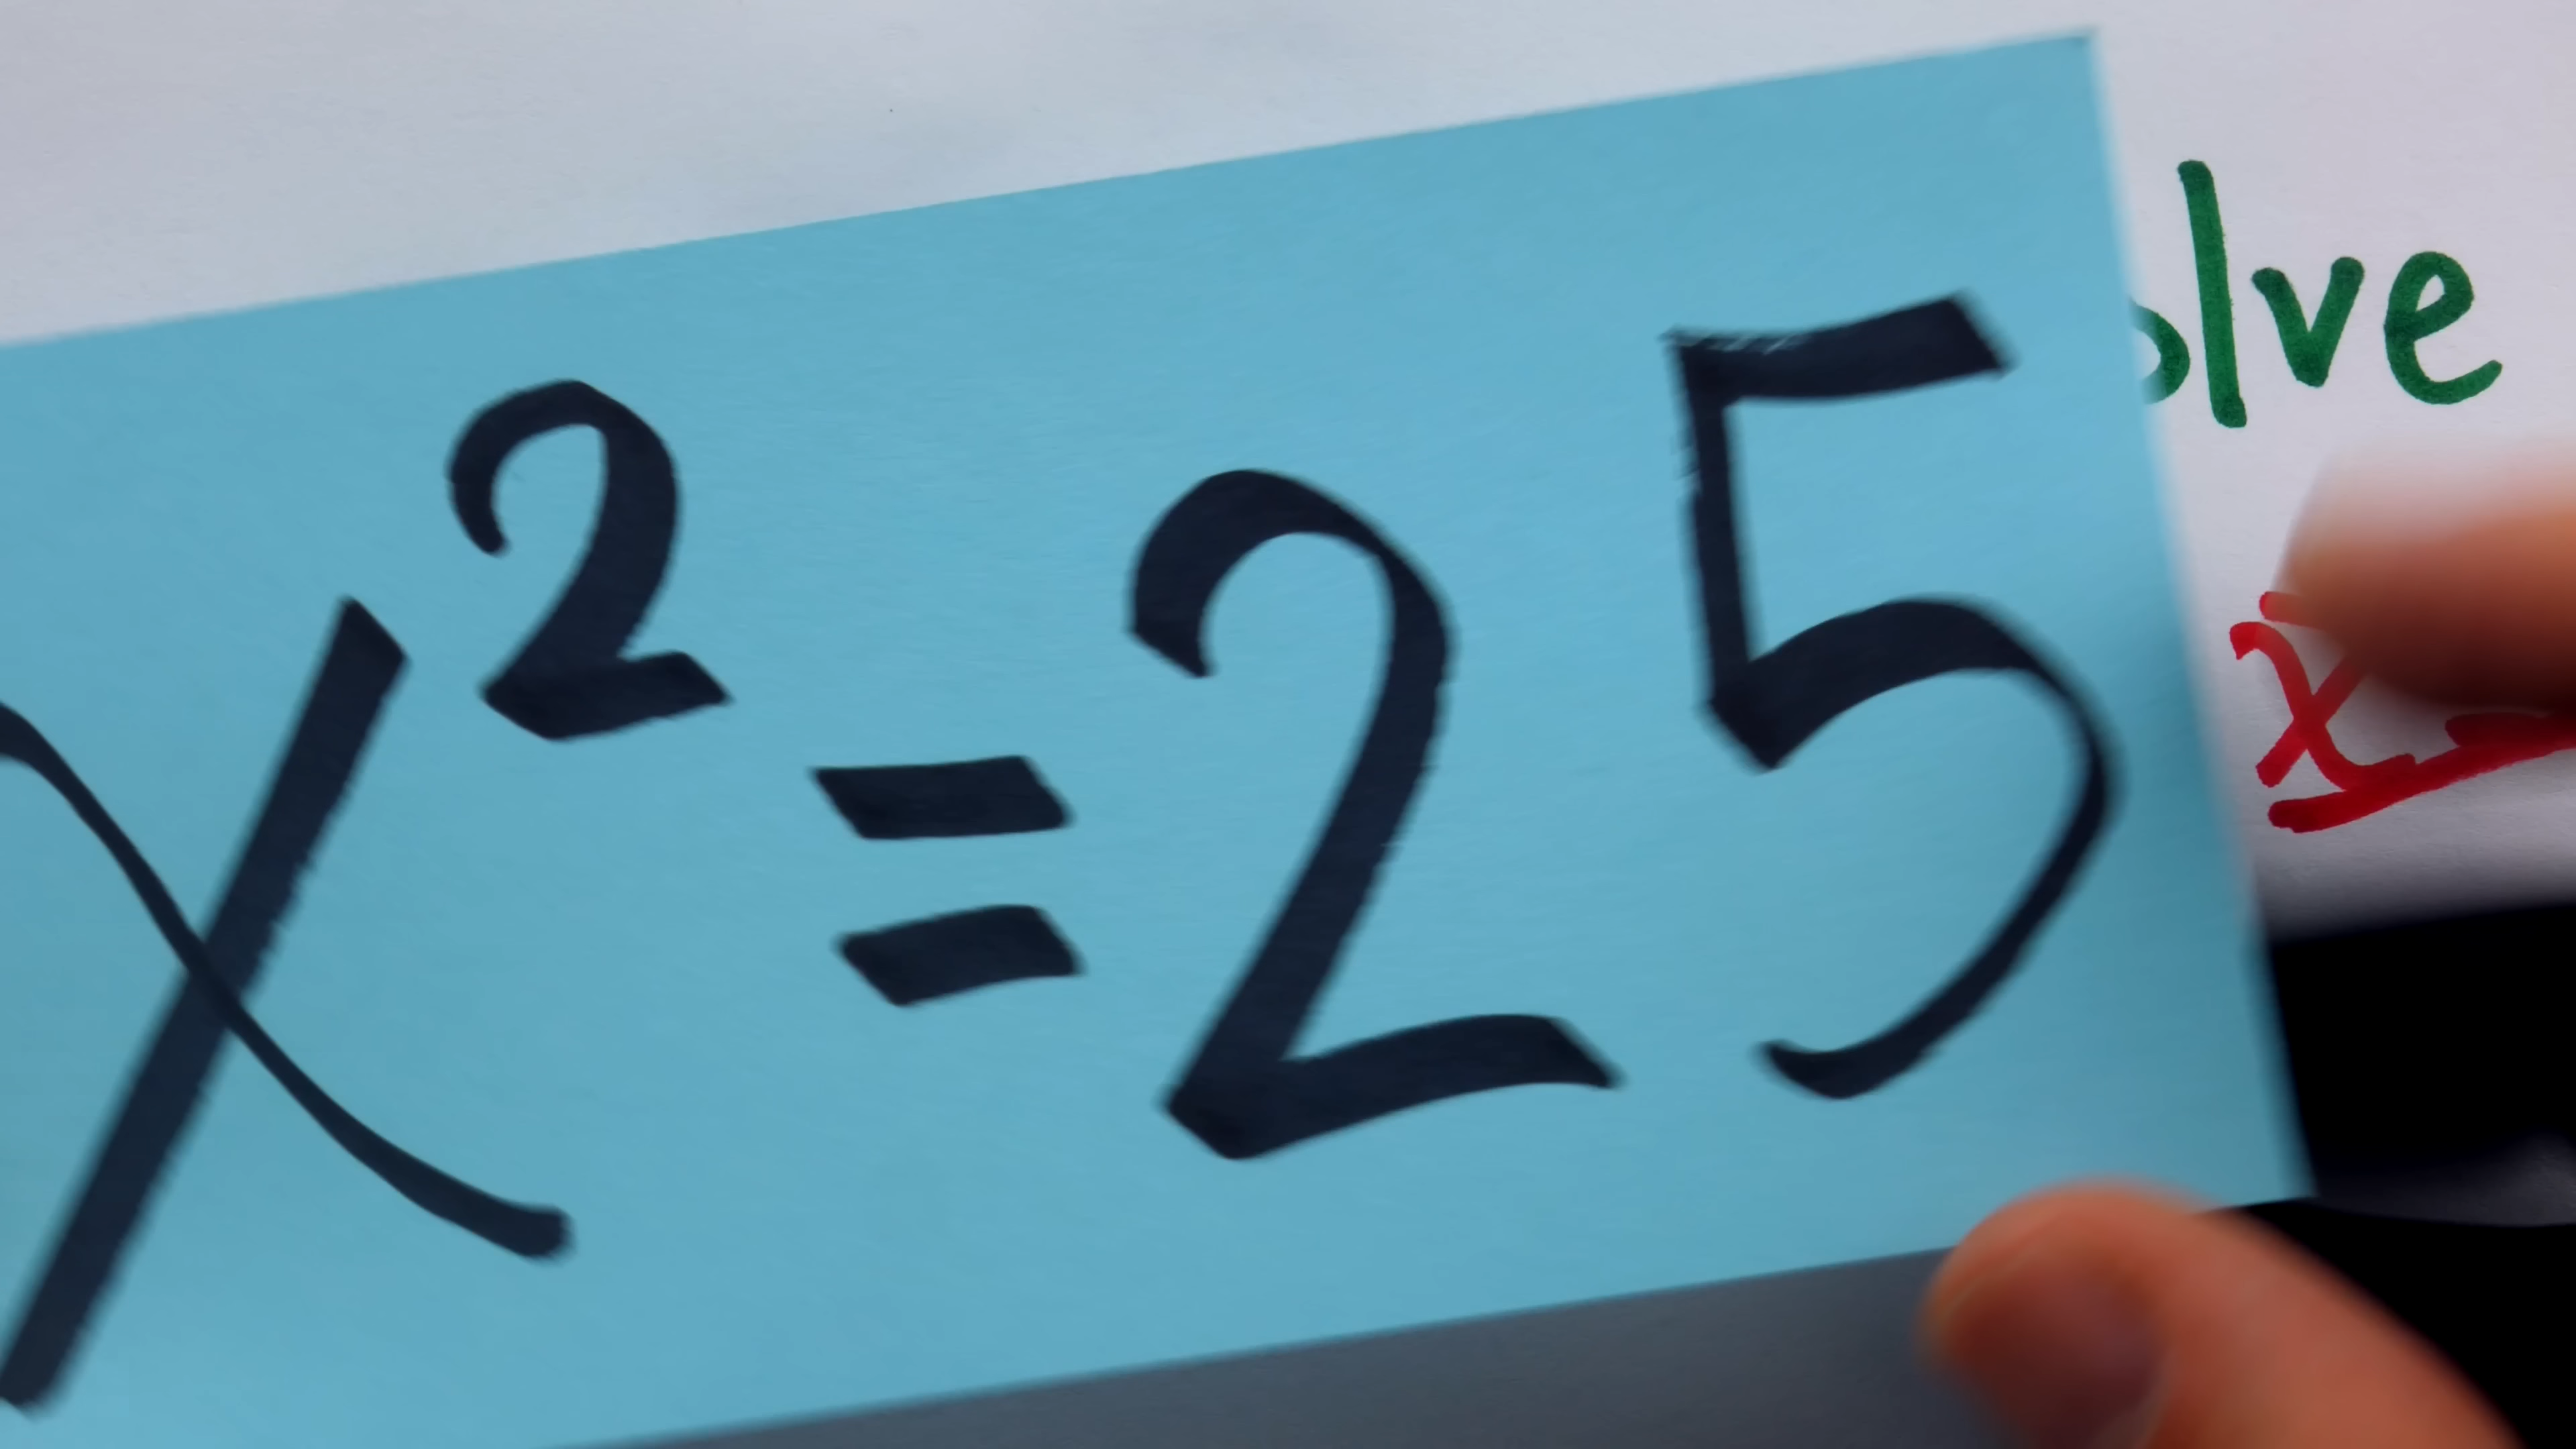 x² = 25
olve
x